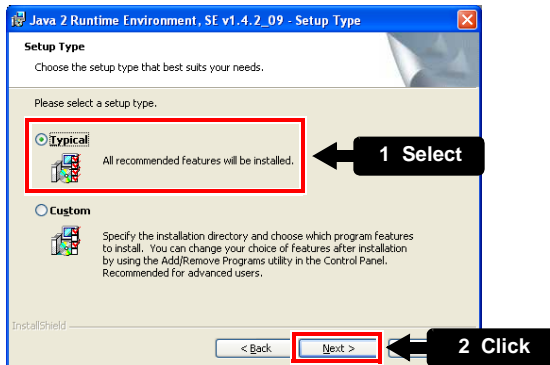 Java 2 Runtime Environment, SE v1.4.2_09 - Setup Type
Setup Type
Choose the setup type that best suits your needs.
Please select a setup type.
Typical
All recommended features will be installed.
1 Select
Custom
Specify the installation directory and choose which program features
to install. You can change your choice of features after installation
by using the Add/Remove Programs utility in the Control Panel.
Recommended for advanced users.
InstallShield
< Back
Next >
2 Click